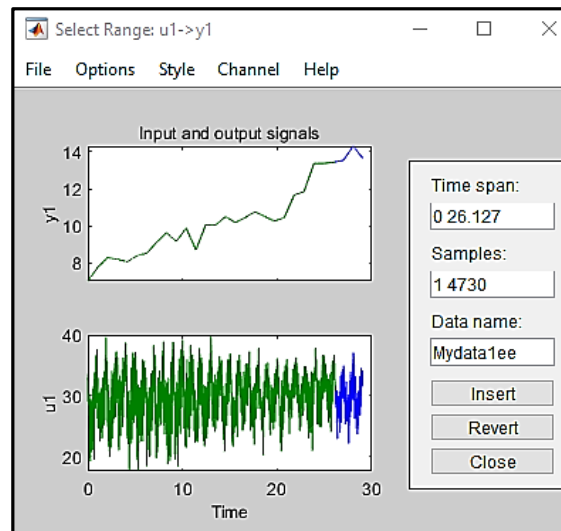 Select Range: u1->y1
File Options Style Channel Help
Input and output signals
14
12
10
8
y1
40
30
20
u1
0 10 20 30
Time
Time span:
0 26.127
Samples:
1 4730
Data name:
Mydata1ee
Insert
Revert
Close